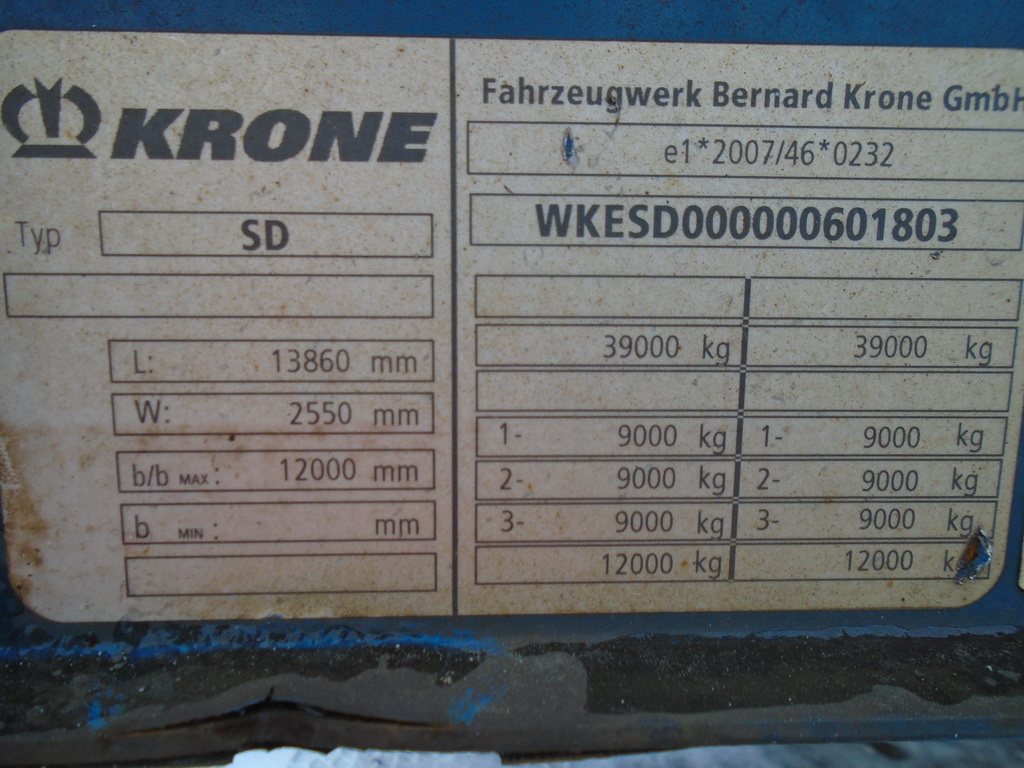 KRONE
Typ SD
L: 13860 mm
W: 2550 mm
b/b MAX: 12000 mm
b MIN: mm
Fahrzeugwerk Bernard Krone GmbH
e1*2007/46*0232
WKESD000000601803
39000 kg 39000 kg
1- 9000 kg 1- 9000 kg
2- 9000 kg 2- 9000 kg
3- 9000 kg 3- 9000 kg
12000 kg 12000 kg